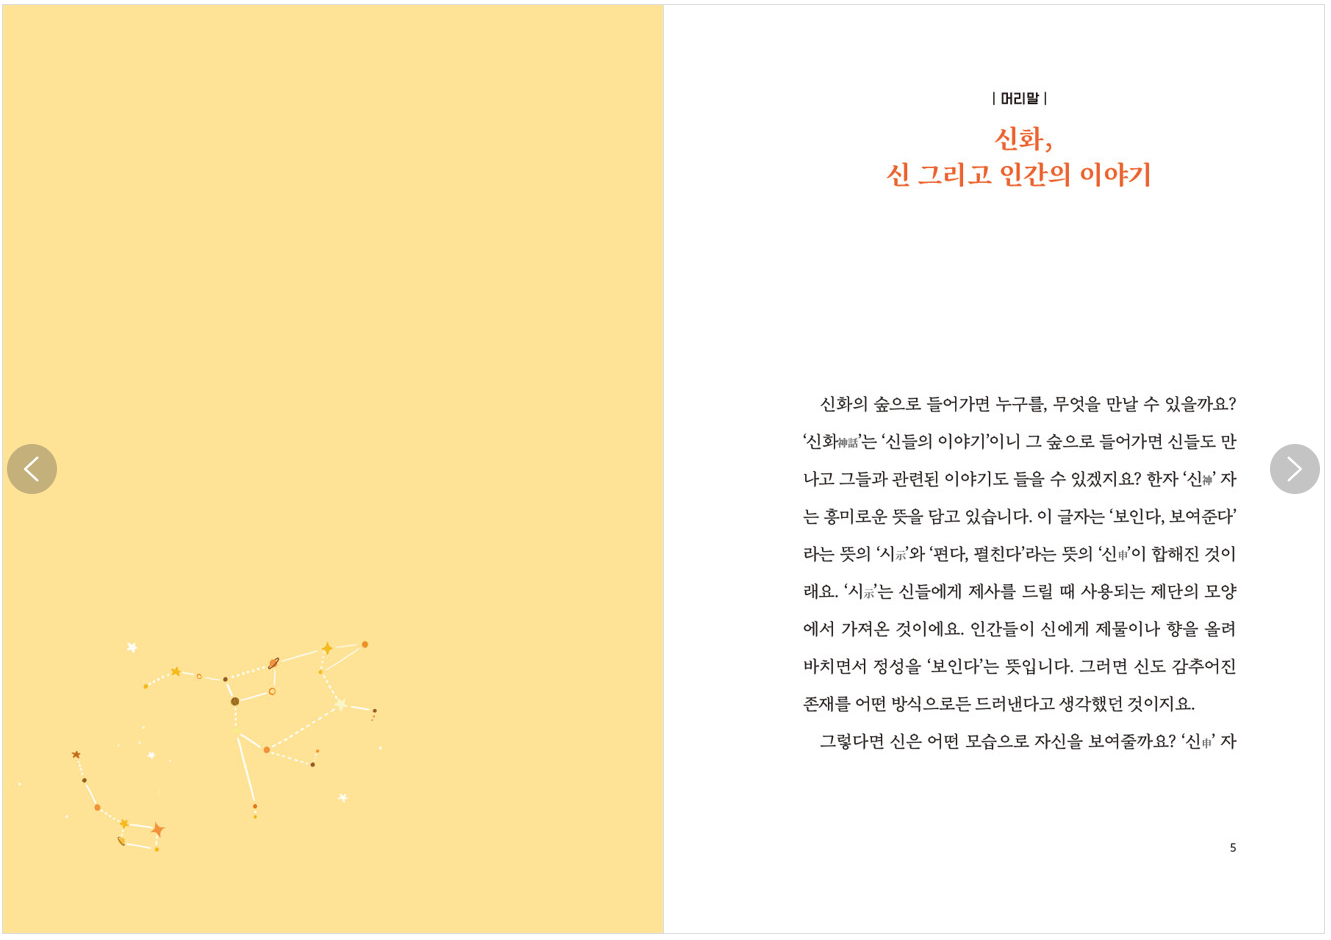 | 머리말 |
신화,
신 그리고 인간의 이야기
신화의 숲으로 들어가면 누구를, 무엇을 만날 수 있을까요?
‘신화神話’는 ‘신들의 이야기’이니 그 숲으로 들어가면 신들도 만
나고 그들과 관련된 이야기도 들을 수 있겠지요? 한자 ‘신神’ 자
는 흥미로운 뜻을 담고 있습니다. 이 글자는 ‘보인다, 보여준다’
라는 뜻의 ‘시示’와 ‘편다, 펼친다’라는 뜻의 ‘신申’이 합해진 것이
래요. ‘시示’는 신들에게 제사를 드릴 때 사용되는 제단의 모양
에서 가져온 것이에요. 인간들이 신에게 제물이나 향을 올려
바치면서 정성을 ‘보인다’는 뜻입니다. 그러면 신도 감추어진
존재를 어떤 방식으로든 드러낸다고 생각했던 것이지요.
그렇다면 신은 어떤 모습으로 자신을 보여줄까요? ‘신申’ 자
5